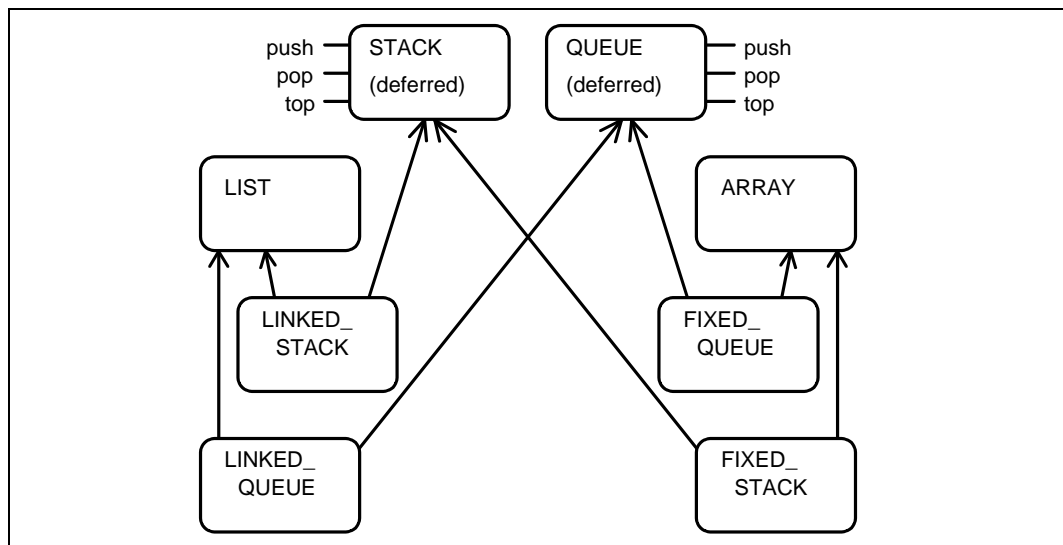 push
pop
top
STACK
(deferred)
QUEUE
(deferred)
push
pop
top
LIST
ARRAY
LINKED_
STACK
FIXED_
QUEUE
LINKED_
QUEUE
FIXED_
STACK